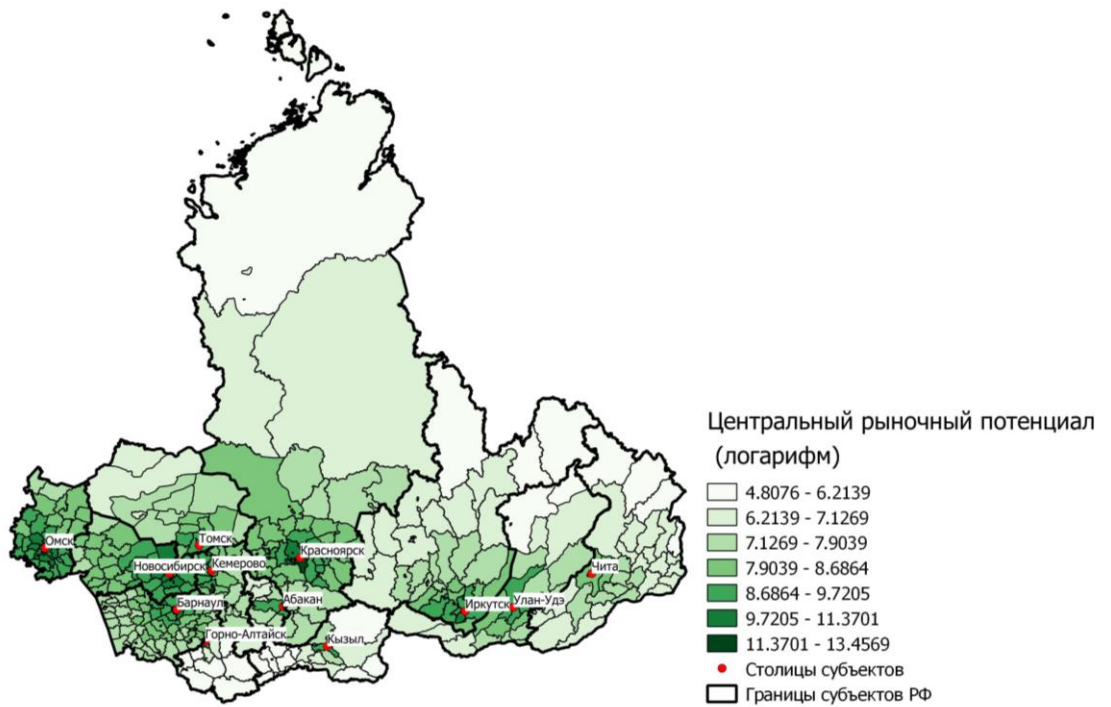 Омск
Томск
Новосибирск
Кемерово
Красноярск
Барнаул
Абакан
Горно-Алтайск
Кызыл
Иркутск
Улан-Удэ
Чита
Центральный рыночный потенциал
(логарифм)
4.8076 - 6.2139
6.2139 - 7.1269
7.1269 - 7.9039
7.9039 - 8.6864
8.6864 - 9.7205
9.7205 - 11.3701
11.3701 - 13.4569
Столицы субъектов
Границы субъектов РФ